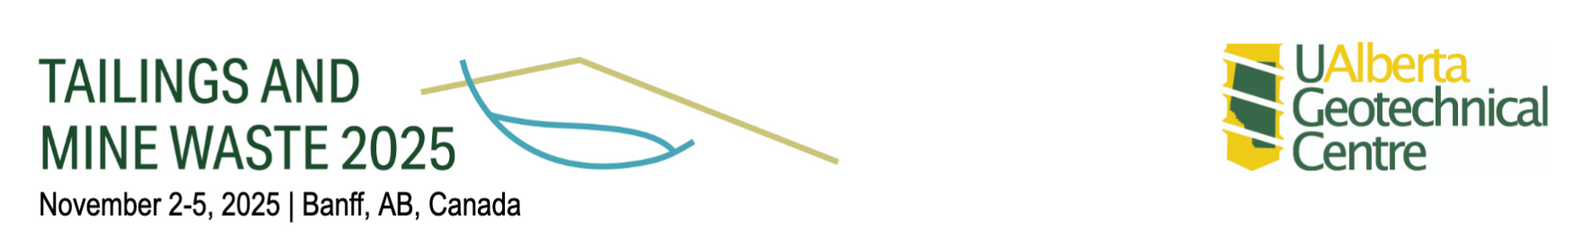 TAILINGS AND
MINE WASTE 2025
November 2-5, 2025 | Banff, AB, Canada
UAlberta
Geotechnical
Centre